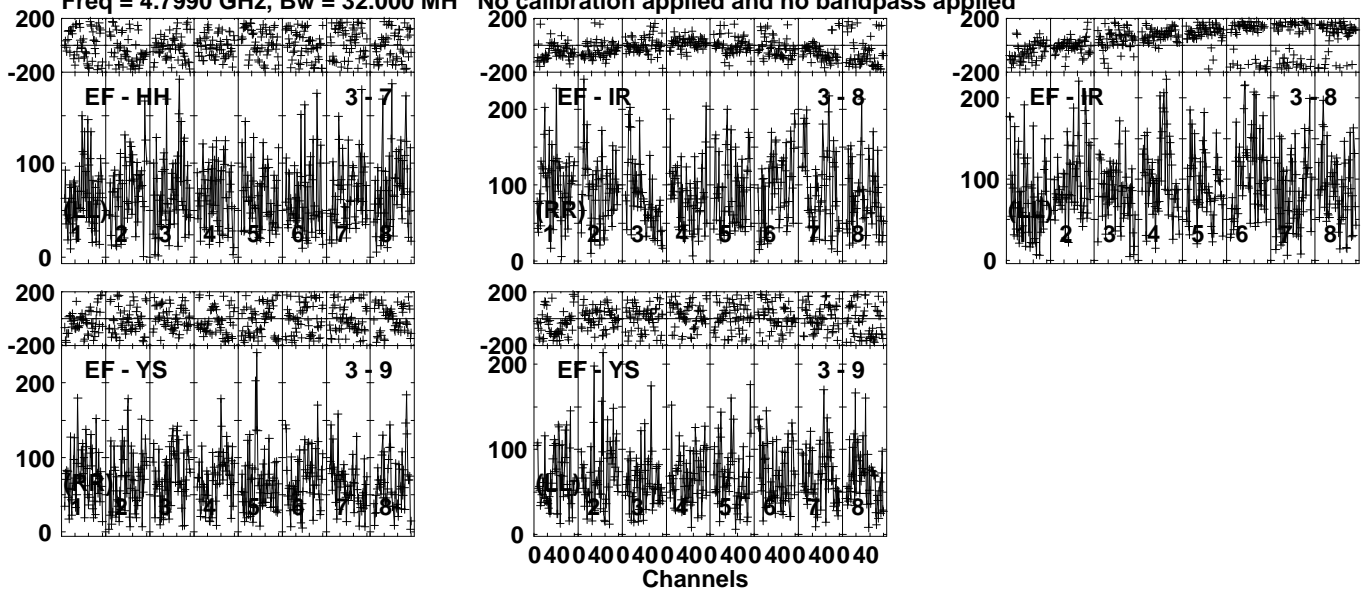 Freq = 4.7990 GHz, Bw = 32.000 MH No calibration applied and no bandpass applied
200
-200
EF - HH 3 - 7
100
0
(LL)
1 2 3 4 5 6 7 8
-200
EF - IR 3 - 8
200
100
0
(RR)
1 2 3 4 5 6 7 8
-200
EF - IR 3 - 8
200
100
0
(LL)
1 2 3 4 5 6 7 8
200
-200
EF - YS 3 - 9
200
100
0
(RR)
1 2 3 4 5 6 7 8
200
-200
EF - YS 3 - 9
200
100
0
(LL)
1 2 3 4 5 6 7 8
0 40 0 40 0 40 0 40 0 40 0 40 0 40 0 40
Channels